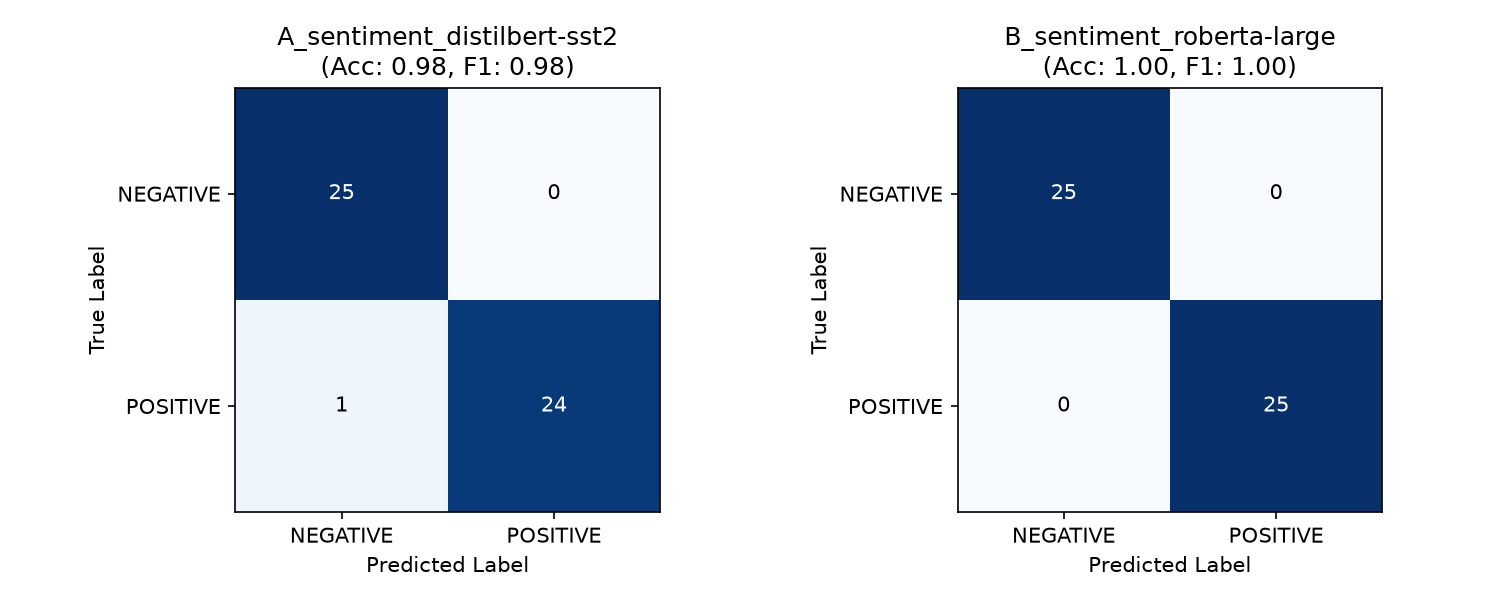 A_sentiment_distilbert-sst2
(Acc: 0.98, F1: 0.98)
NEGATIVE
25
0
POSITIVE
1
24
True Label
NEGATIVE
POSITIVE
Predicted Label
B_sentiment_roberta-large
(Acc: 1.00, F1: 1.00)
NEGATIVE
25
0
POSITIVE
0
25
True Label
NEGATIVE
POSITIVE
Predicted Label